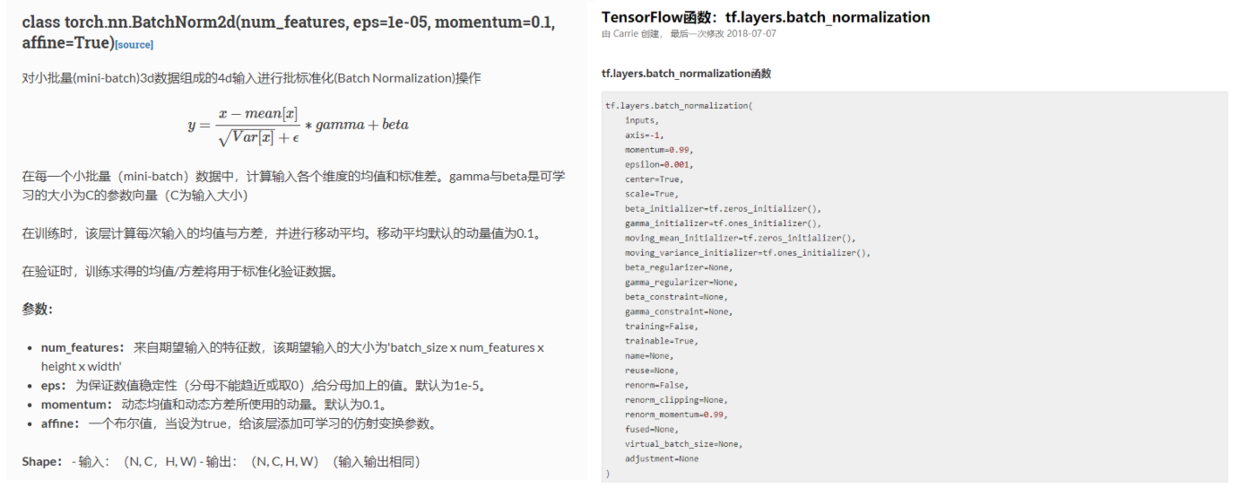 class torch.nn.BatchNorm2d(num_features, eps=1e-05, momentum=0.1,
affine=True)[source]
对小批量(mini-batch)3d数据组成的4d输入进行批标准化(Batch Normalization)操作
y = \frac{x - mean[x]}{\sqrt{Var[x]} + ϵ} * gamma + beta
在每一个小批量（mini-batch）数据中，计算输入各个维度的均值和标准差。gamma与beta是可学
习的大小为C的参数向量（C为输入大小）
在训练时，该层计算每次输入的均值与方差，并进行移动平均。移动平均默认的动量值为0.1。
在验证时，训练求得的均值/方差将用于标准化验证数据。
参数：
• num_features： 来自期望输入的特征数，该期望输入的大小为'batch_size x num_features x
height x width'
• eps： 为保证数值稳定性（分母不能趋近或取0）,给分母加上的值。默认为1e-5。
• momentum： 动态均值和动态方差所使用的动量。默认为0.1。
• affine： 一个布尔值，当设为true，给该层添加可学习的仿射变换参数。
Shape： - 输入：（N, C，H, W) - 输出：（N, C, H, W）（输入输出相同）
TensorFlow函数：tf.layers.batch_normalization
由 Carrie 创建， 最后一次修改 2018-07-07
tf.layers.batch_normalization函数
tf.layers.batch_normalization(
inputs,
axis=-1,
momentum=0.99,
epsilon=0.001,
center=True,
scale=True,
beta_initializer=tf.zeros_initializer(),
gamma_initializer=tf.ones_initializer(),
moving_mean_initializer=tf.zeros_initializer(),
moving_variance_initializer=tf.ones_initializer(),
beta_regularizer=None,
gamma_regularizer=None,
beta_constraint=None,
gamma_constraint=None,
training=False,
trainable=True,
name=None,
reuse=None,
renorm=False,
renorm_clipping=None,
renorm_momentum=0.99,
fused=None,
virtual_batch_size=None,
adjustment=None
)